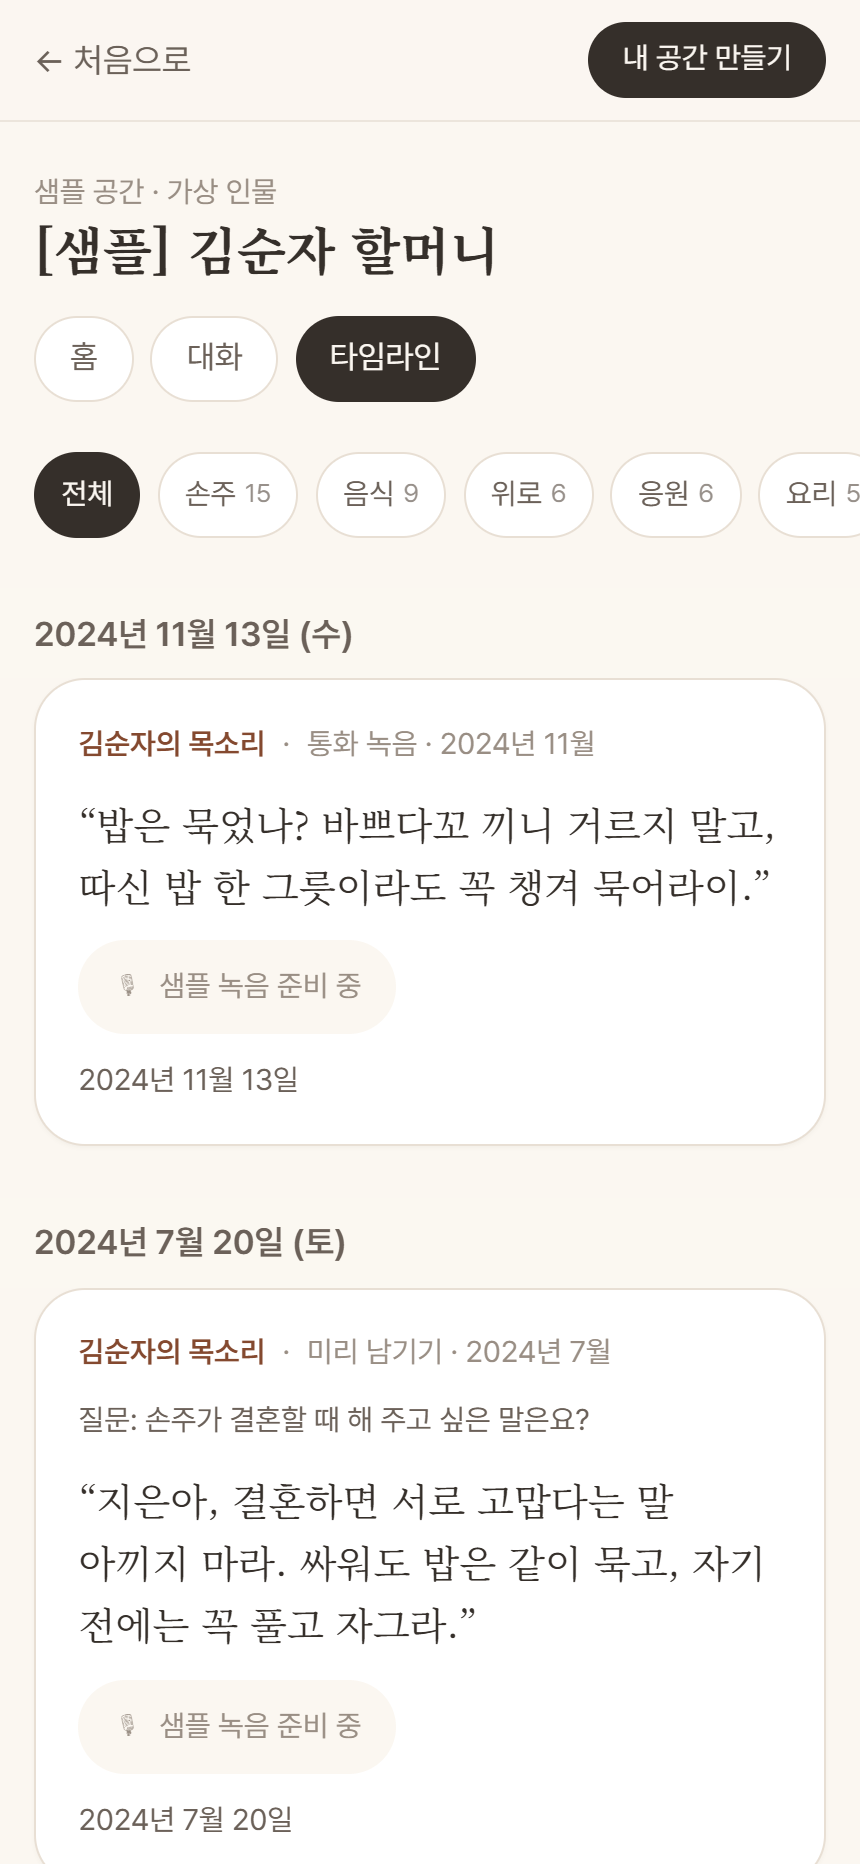 ← 처음으로
내 공간 만들기
샘플 공간 · 가상 인물
[샘플] 김순자 할머니
홈
대화
타임라인
전체
손주 15
음식 9
위로 6
응원 6
요리 5
2024년 11월 13일 (수)
김순자의 목소리 · 통화 녹음 · 2024년 11월
“밥은 묵었나? 바쁘다꼬 끼니 거르지 말고,
따신 밥 한 그릇이라도 꼭 챙겨 묵어라이.”
샘플 녹음 준비 중
2024년 11월 13일
2024년 7월 20일 (토)
김순자의 목소리 · 미리 남기기 · 2024년 7월
질문: 손주가 결혼할 때 해 주고 싶은 말은요?
“지은아, 결혼하면 서로 고맙다는 말
아끼지 마라. 싸워도 밥은 같이 묵고, 자기
전에는 꼭 풀고 자그라.”
샘플 녹음 준비 중
2024년 7월 20일